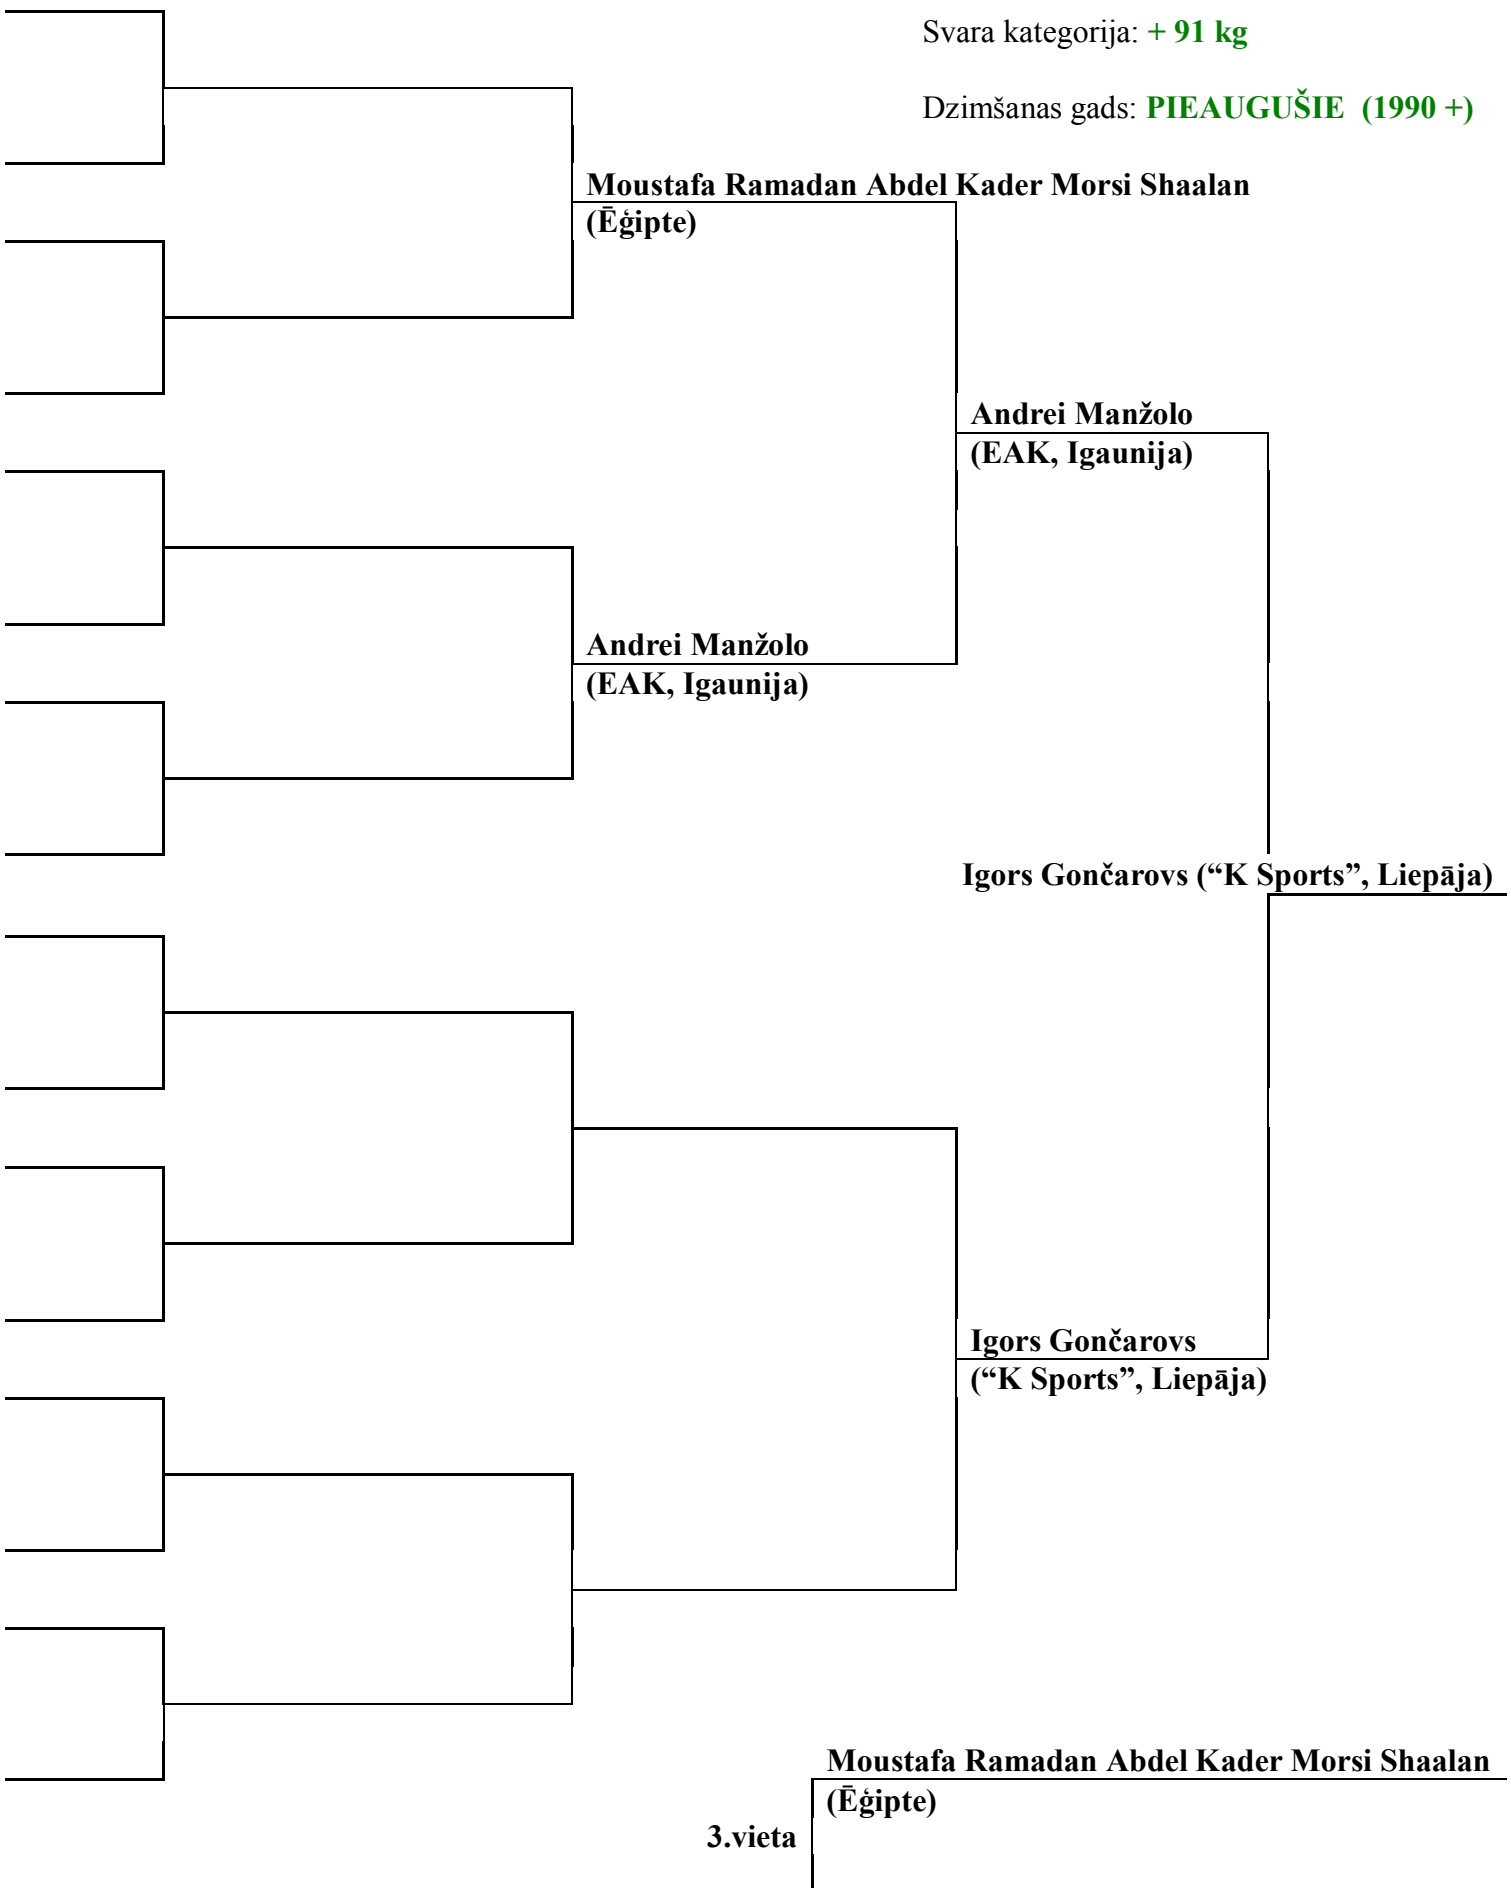 Svara kategorija: + 91 kg
Dzimšanas gads: PIEAUGUŠIE (1990 +)
Moustafa Ramadan Abdel Kader Morsi Shaalan
(Ēģipte)
Andrei Manžolo
(EAK, Igaunija)
Andrei Manžolo
(EAK, Igaunija)
Igors Gončarovs (“K Sports”, Liepāja)
Igors Gončarovs
(“K Sports”, Liepāja)
Moustafa Ramadan Abdel Kader Morsi Shaalan
(Ēģipte)
3.vieta